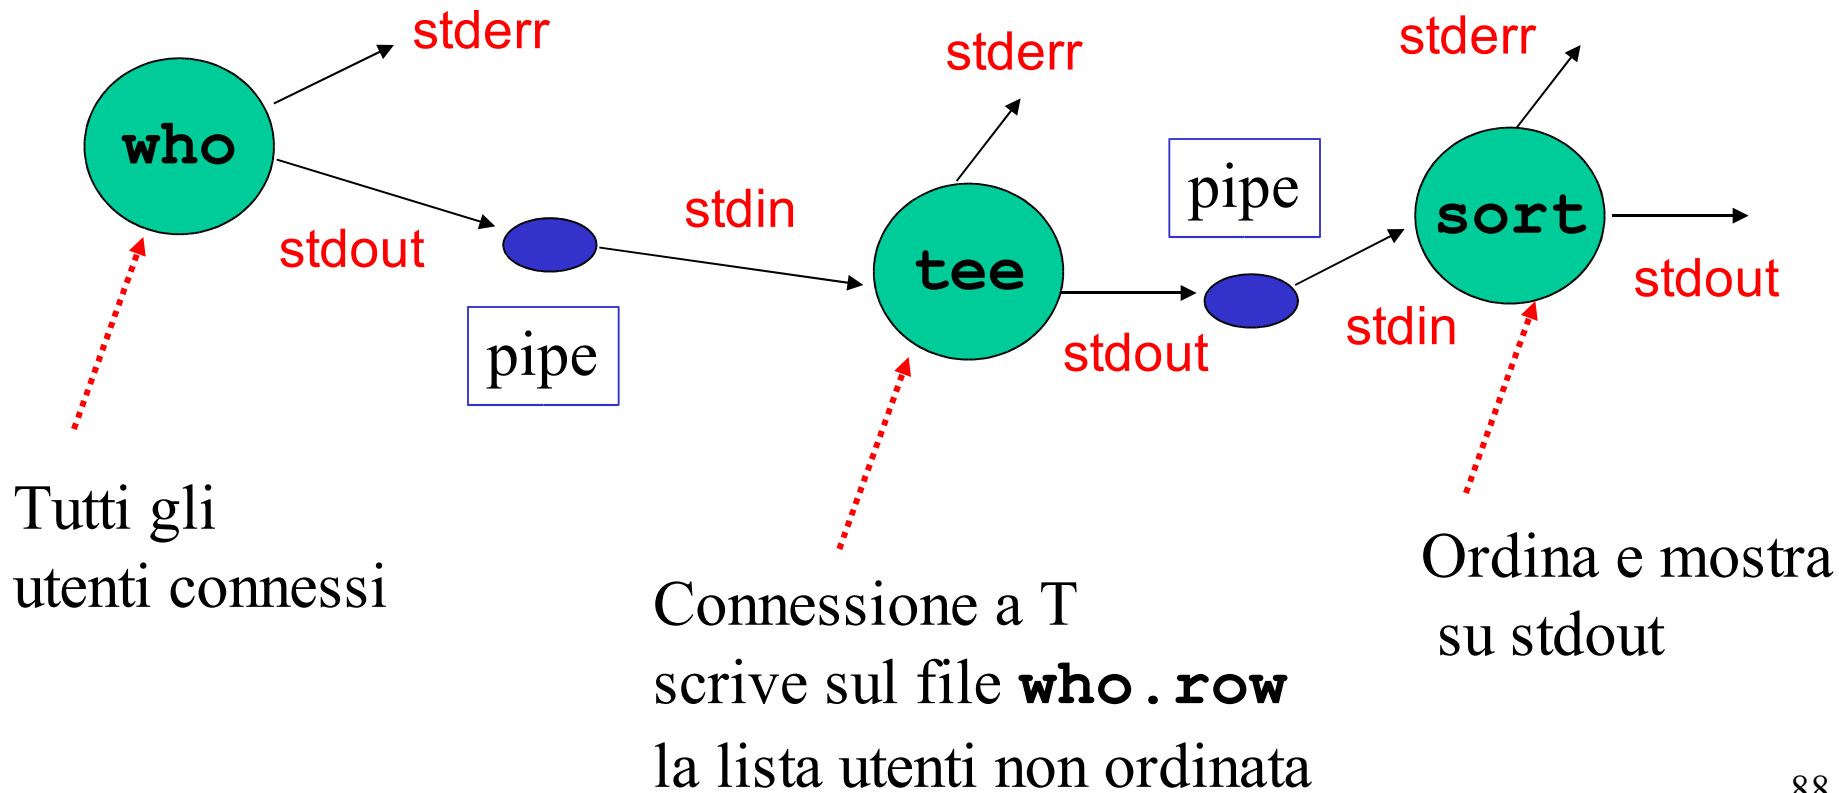 stderr
stderr
stderr
who
pipe
stdin
sort
stdout
tee
stdout
stdin
pipe
stdout
Tutti gli
utenti connessi
Connessione a T
scrive sul file who.row
la lista utenti non ordinata
Ordina e mostra
su stdout
88